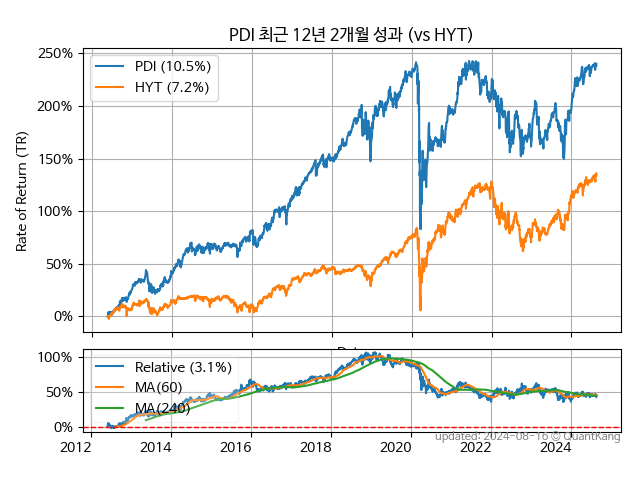 PDI 최근 12년 2개월 성과 (vs HYT)
250%
200%
150%
100%
50%
0%
Rate of Return (TR)
PDI (10.5%)
HYT (7.2%)
100%
50%
0%
Relative (3.1%)
MA(60)
MA(240)
2012 2014 2016 2018 2020 2022 2024
updated: 2024-08-16 © QuantKang